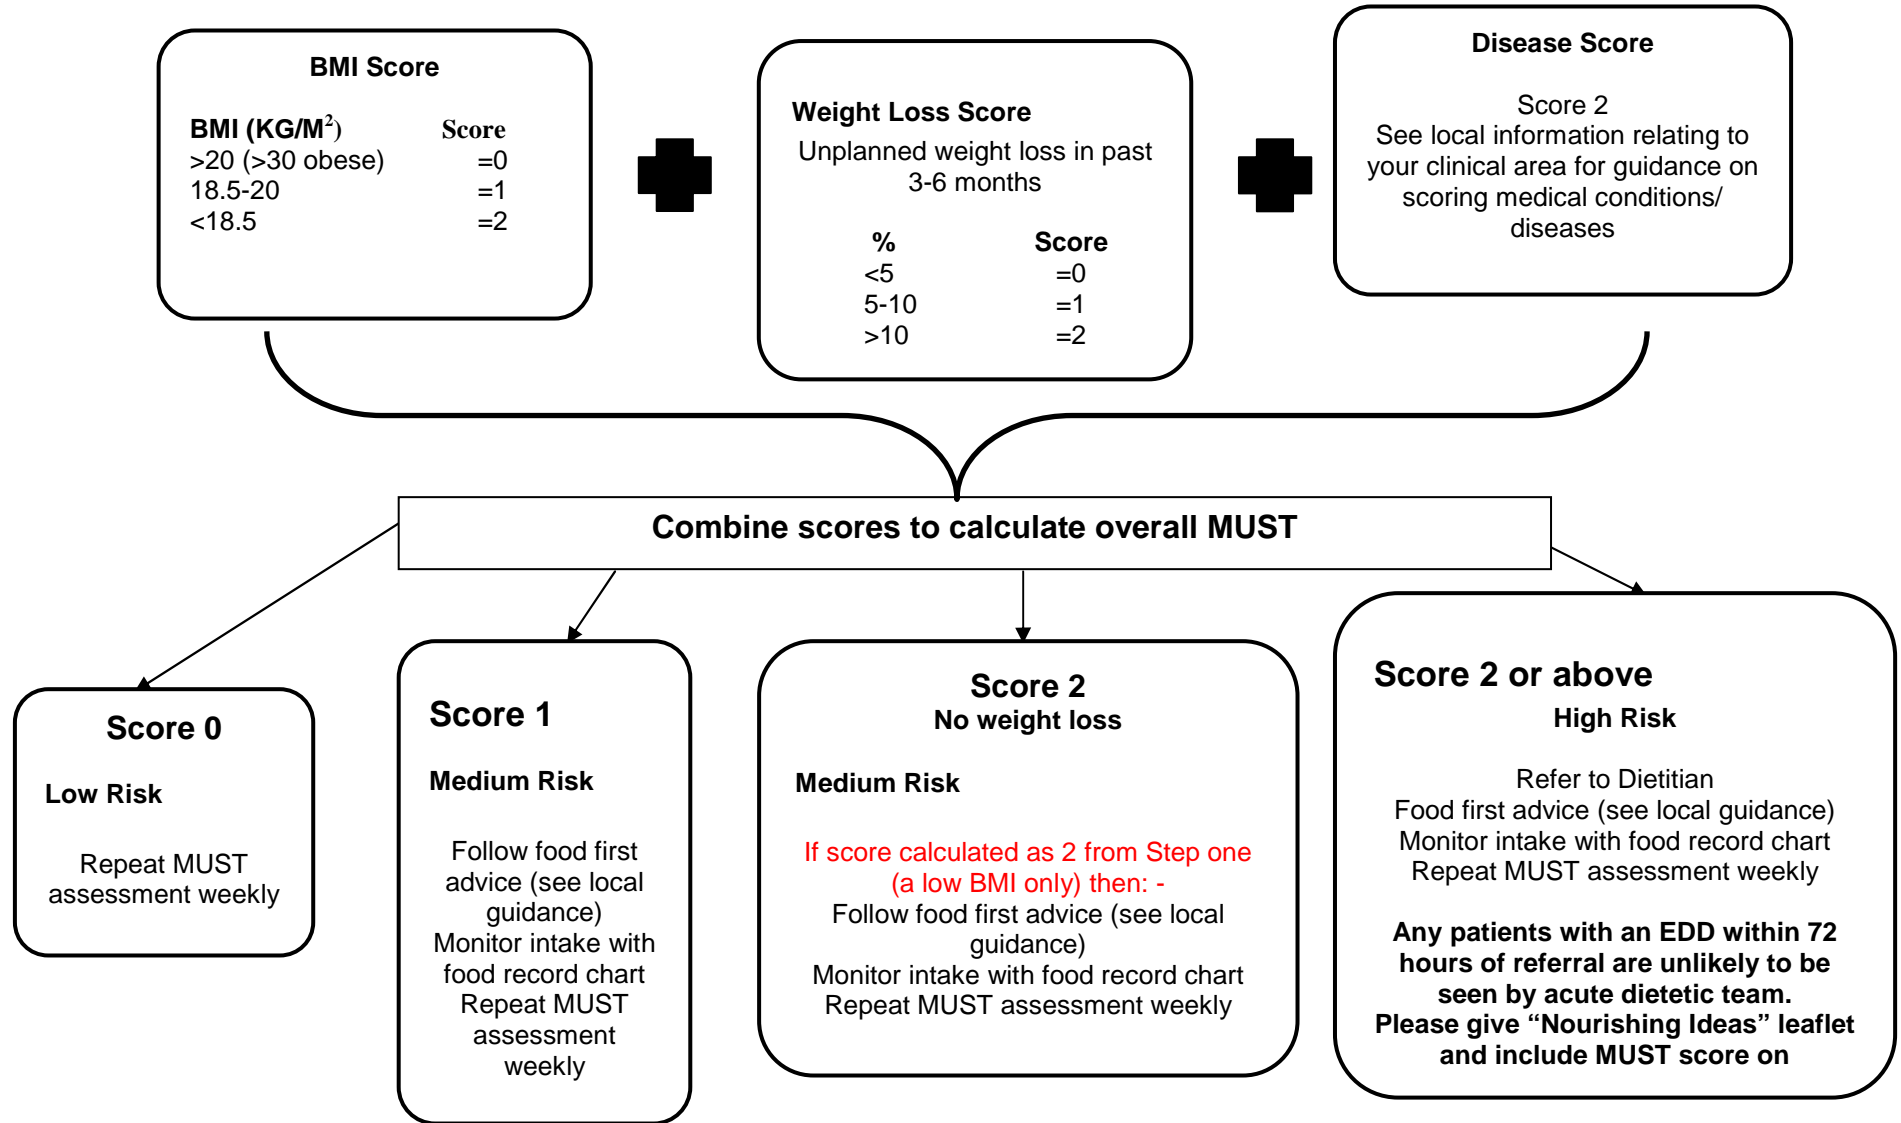 BMI Score
BMI (KG/M²) Score
>20 (>30 obese) =0
18.5-20 =1
<18.5 =2
Weight Loss Score
Unplanned weight loss in past
3-6 months
% Score
<5 =0
5-10 =1
>10 =2
Disease Score
Score 2
See local information relating to
your clinical area for guidance on
scoring medical conditions/
diseases
Combine scores to calculate overall MUST
Score 0
Low Risk
Repeat MUST
assessment weekly
Score 1
Medium Risk
Follow food first
advice (see local
guidance)
Monitor intake with
food record chart
Repeat MUST
assessment
weekly
Score 2
No weight loss
Medium Risk
If score calculated as 2 from Step one
(a low BMI only) then: -
Follow food first advice (see local
guidance)
Monitor intake with food record chart
Repeat MUST assessment weekly
Score 2 or above
High Risk
Refer to Dietitian
Food first advice (see local guidance)
Monitor intake with food record chart
Repeat MUST assessment weekly
Any patients with an EDD within 72
hours of referral are unlikely to be
seen by acute dietetic team.
Please give “Nourishing Ideas” leaflet
and include MUST score on